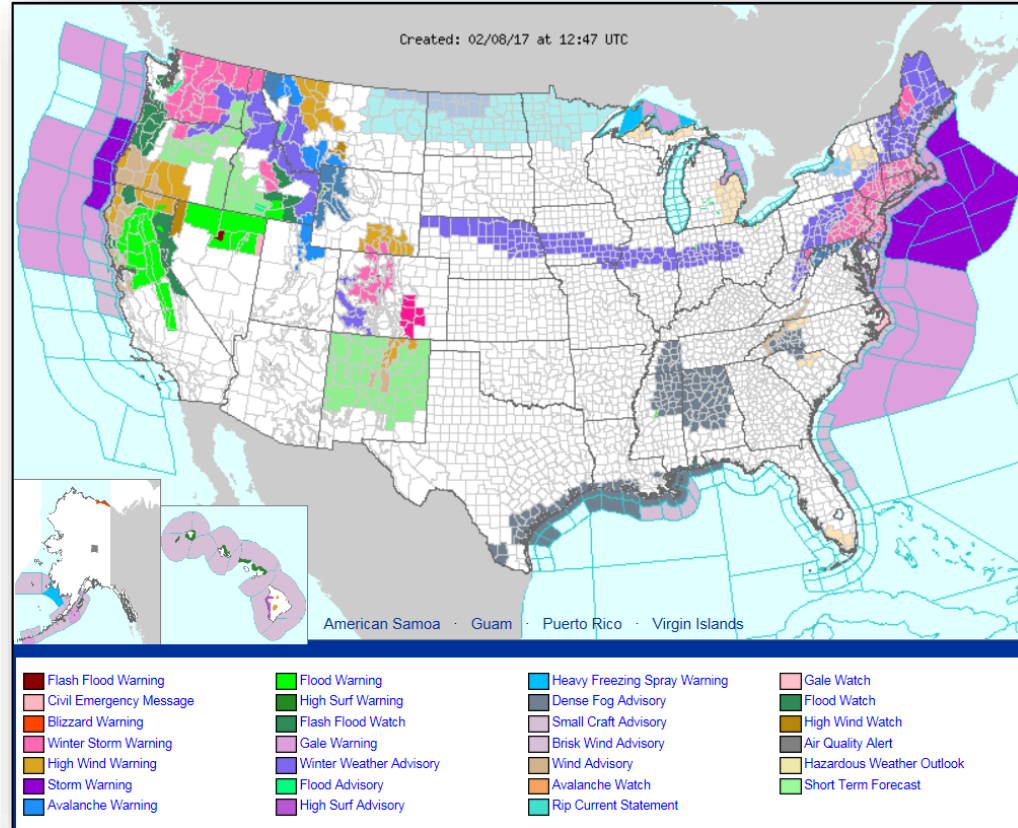 Created: 02/08/17 at 12:47 UTC
American Samoa · Guam · Puerto Rico · Virgin Islands
Flash Flood Warning
Civil Emergency Message
Blizzard Warning
Winter Storm Warning
High Wind Warning
Storm Warning
Avalanche Warning
Flood Warning
High Surf Warning
Flash Flood Watch
Gale Warning
Winter Weather Advisory
Flood Advisory
High Surf Advisory
Heavy Freezing Spray Warning
Dense Fog Advisory
Small Craft Advisory
Brisk Wind Advisory
Wind Advisory
Avalanche Watch
Rip Current Statement
Gale Watch
Flood Watch
High Wind Watch
Air Quality Alert
Hazardous Weather Outlook
Short Term Forecast